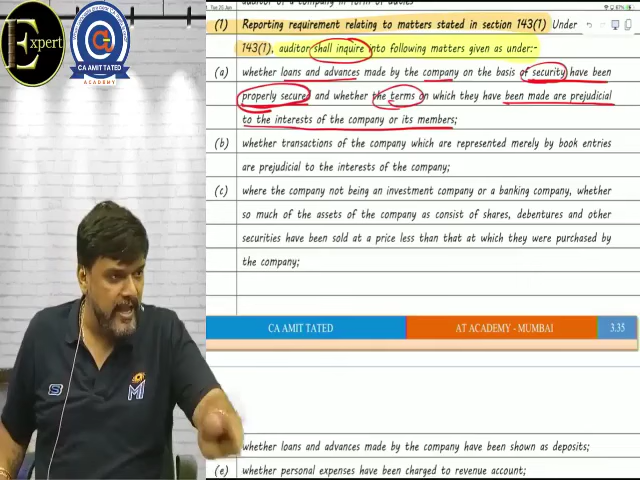 Tue 20 Jun
67%
Expert
CA AMIT TATED
CA AMIT TATED
(1) Reporting requirement relating to matters stated in section 143(1) Under
143(1), auditor shall inquire into following matters given as under:-
(a) whether loans and advances made by the company on the basis of security have been
properly secured and whether the terms on which they have been made are prejudicial
to the interests of the company or its members;
(b) whether transactions of the company which are represented merely by book entries
are prejudicial to the interests of the company;
(c) where the company not being an investment company or a banking company, whether
so much of the assets of the company as consist of shares, debentures and other
securities have been sold at a price less than that at which they were purchased by
the company;
CA AMIT TATED AT ACADEMY - MUMBAI 3.35
whether loans and advances made by the company have been shown as deposits;
(e) whether personal expenses have been charged to revenue account;
S
MI